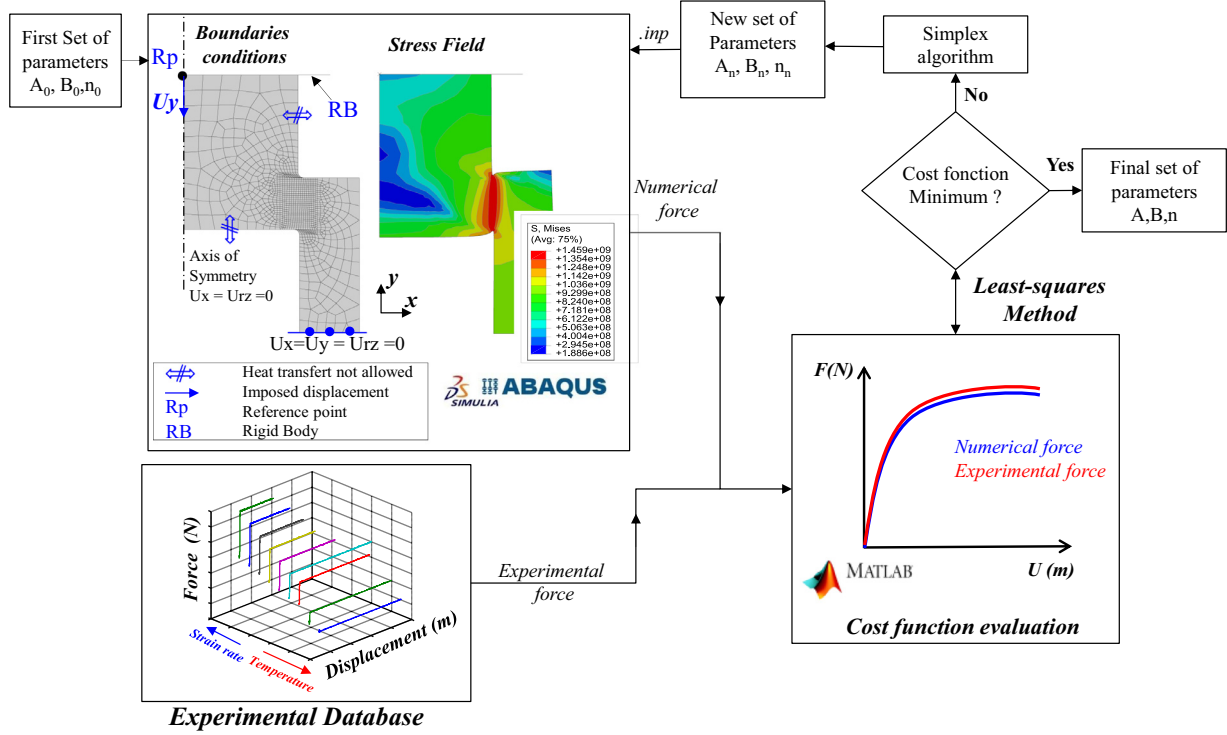 First Set of
parameters
A0, B0,n0
Boundaries
conditions
Stress Field
Rp
Uy
RB
Axis of
Symmetry
Ux = Urz =0
y
x
Ux=Uy = Urz =0
S, Mises
(Avg: 75%)
+1.459e+09
+1.354e+09
+1.248e+09
+1.142e+09
+1.036e+09
+9.299e+08
+8.240e+08
+7.181e+08
+6.122e+08
+5.063e+08
+4.004e+08
+2.945e+08
+1.886e+08
Heat transfert not allowed
Imposed displacement
Rp Reference point
RB Rigid Body
SIMULIA
ABAQUS
.inp
New set of
Parameters
An, Bn, nn
Simplex
algorithm
No
Cost fonction
Minimum ?
Yes
Final set of
parameters
A,B,n
Numerical
force
Least-squares
Method
F(N)
Numerical force
Experimental force
U (m)
MATLAB
Cost function evaluation
Force (N)
Strain rate
Temperature
Displacement (m)
Experimental
force
Experimental Database